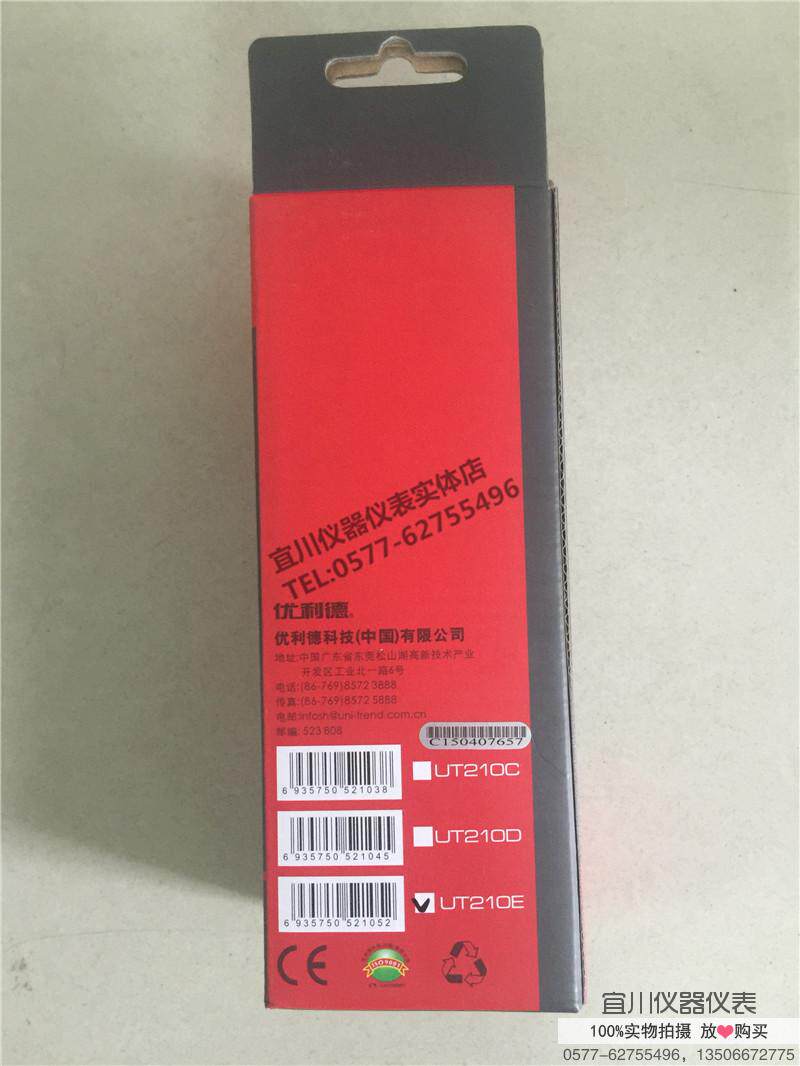 宜川仪器仪表实体店
TEL:0577-62755496
优利德®
优利德科技(中国)有限公司
地址:中国广东省东莞松山湖高新技术产业
开发区工业北一路6号
电话:(86-769)8572 3888
传真:(86-769)8572 5888
电邮:infosh@uni-trend.com.cn
邮编: 523 808
C150407657
6 935750 521038
UT210C
6 935750 521045
UT210D
6 935750 521052
UT210E
CE
ISO 9001
宜川仪器仪表
100%实物拍摄 放❤购买
0577-62755496，13506672775